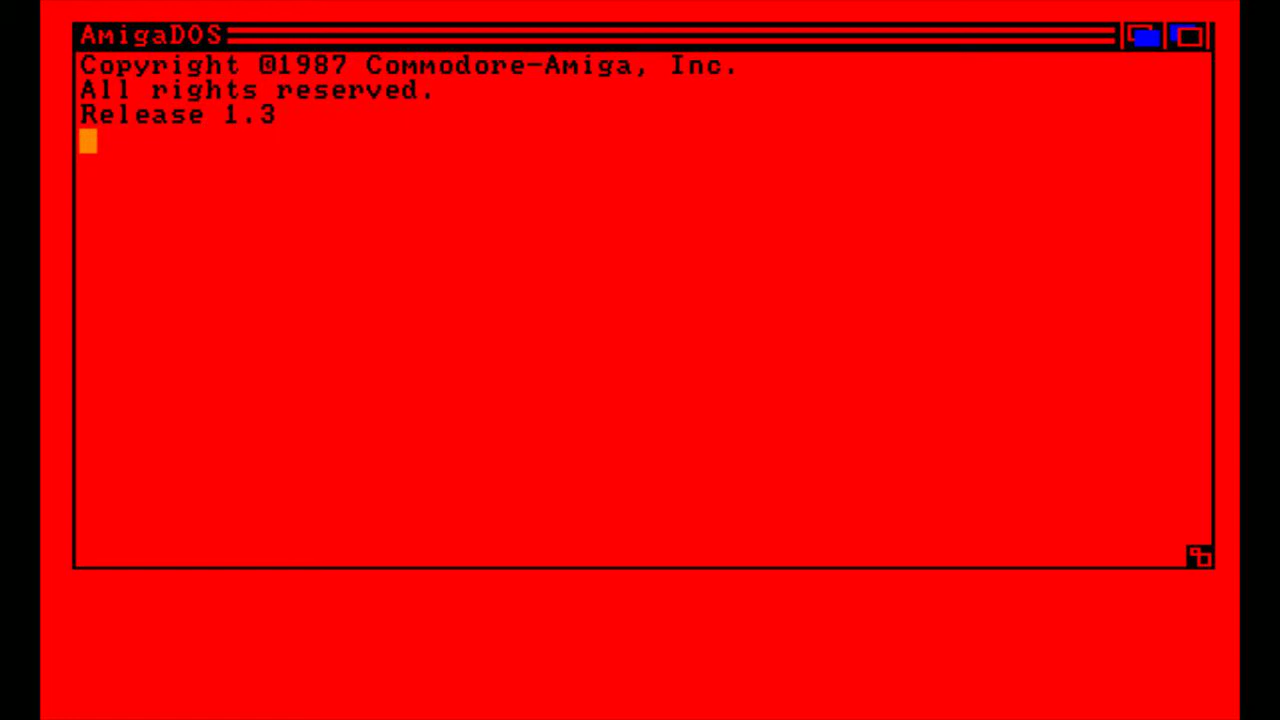 AmigaDOS
Copyright ©1987 Commodore-Amiga, Inc.
All rights reserved.
Release 1.3